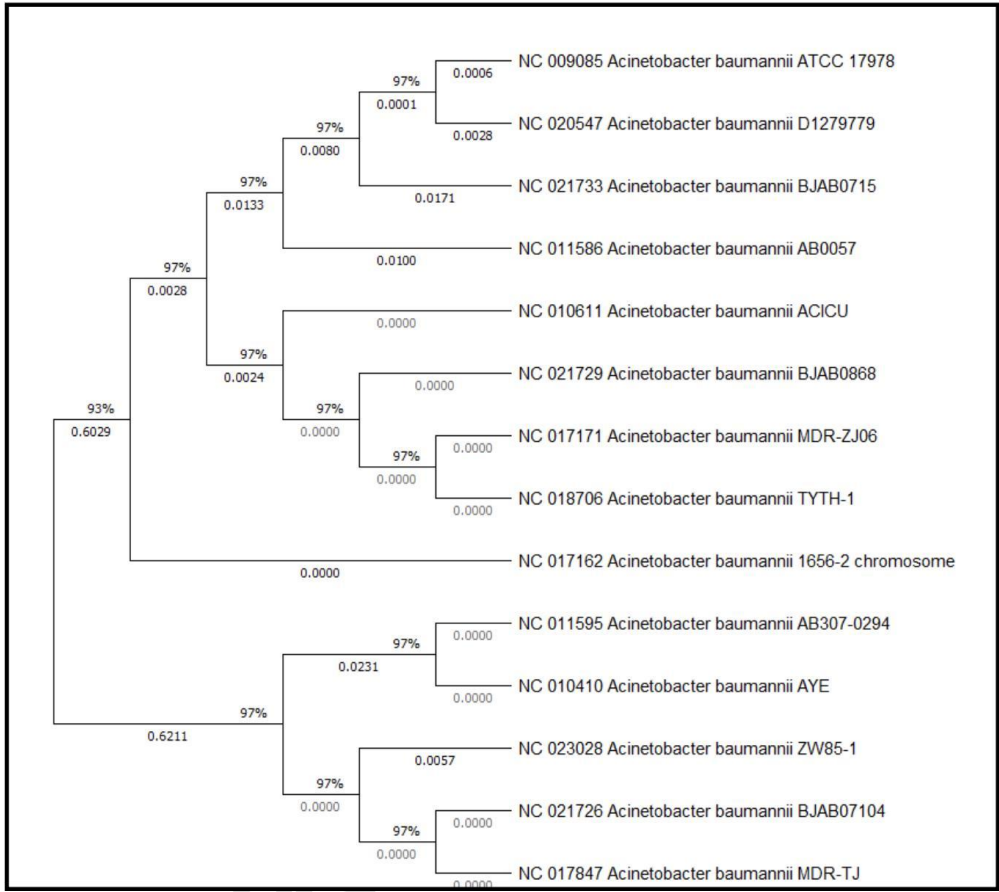 NC 009085 Acinetobacter baumannii ATCC 17978
0.0006
97%
0.0001
NC 020547 Acinetobacter baumannii D1279779
0.0028
97%
0.0080
NC 021733 Acinetobacter baumannii BJAB0715
0.0171
97%
0.0133
NC 011586 Acinetobacter baumannii AB0057
0.0100
97%
0.0028
NC 010611 Acinetobacter baumannii ACICU
0.0000
97%
0.0024
NC 021729 Acinetobacter baumannii BJAB0868
0.0000
97%
0.0000
NC 017171 Acinetobacter baumannii MDR-ZJ06
0.0000
97%
0.0000
NC 018706 Acinetobacter baumannii TYTH-1
0.0000
93%
0.6029
NC 017162 Acinetobacter baumannii 1656-2 chromosome
0.0000
NC 011595 Acinetobacter baumannii AB307-0294
0.0000
97%
0.0231
NC 010410 Acinetobacter baumannii AYE
0.0000
97%
0.6211
NC 023028 Acinetobacter baumannii ZW85-1
0.0057
97%
0.0000
NC 021726 Acinetobacter baumannii BJAB07104
0.0000
97%
0.0000
NC 017847 Acinetobacter baumannii MDR-TJ
0.0000